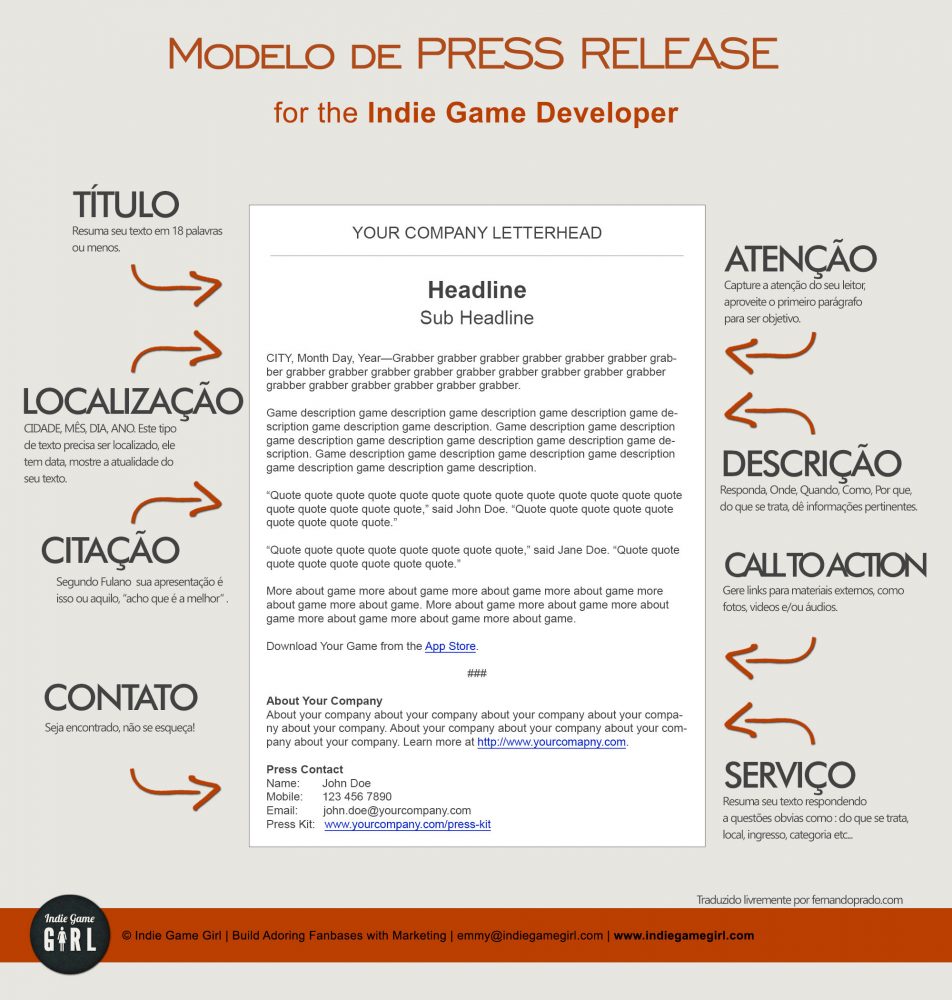 MODELO DE PRESS RELEASE
for the Indie Game Developer
TÍTULO
Resuma seu texto em 18 palavras
ou menos.
LOCALIZAÇÃO
CIDADE, MÊS, DIA, ANO. Este tipo
de texto precisa ser localizado, ele
tem data, mostre a atualidade do
seu texto.
CITAÇÃO
Segundo Fulano sua apresentação é
isso ou aquilo, “acho que é a melhor” .
CONTATO
Seja encontrado, não se esqueça!
YOUR COMPANY LETTERHEAD
Headline
Sub Headline
CITY, Month Day, Year—Grabber grabber grabber grabber grabber grabber grab-
ber grabber grabber grabber grabber grabber grabber grabber grabber grabber
grabber grabber grabber grabber grabber grabber.
Game description game description game description game description game de-
scription game description game description. Game description game description
game description game description game description game description game de-
scription. Game description game description game description game description
game description game description game description.
“Quote quote quote quote quote quote quote quote quote quote quote quote quote
quote quote quote quote quote,” said John Doe. “Quote quote quote quote quote
quote quote quote quote.”
“Quote quote quote quote quote quote quote quote,” said Jane Doe. “Quote quote
quote quote quote quote quote quote.”
More about game more about game more about game more about game more
about game more about game. More about game more about game more about
game more about game more about game more about game.
Download Your Game from the App Store.
###
About Your Company
About your company about your company about your company about your compa-
ny about your company. About your company about your company about your com-
pany about your company. Learn more at http://www.yourcomapny.com.
Press Contact
Name: John Doe
Mobile: 123 456 7890
Email: john.doe@yourcompany.com
Press Kit: www.yourcompany.com/press-kit
ATENÇÃO
Capture a atenção do seu leitor,
aproveite o primeiro parágrafo
para ser objetivo.
DESCRIÇÃO
Responda, Onde, Quando, Como, Por que,
do que se trata, dê informações pertinentes.
CALL TO ACTION
Gere links para materiais externos, como
fotos, vídeos e/ou áudios.
SERVIÇO
Resuma seu texto respondendo
a questões obvias como : do que se trata,
local, ingresso, categoria etc...
Traduzido livremente por fernandoprado.com
Indie Game
GIRL
© Indie Game Girl | Build Adoring Fanbases with Marketing | emmy@indiegamegirl.com | www.indiegamegirl.com